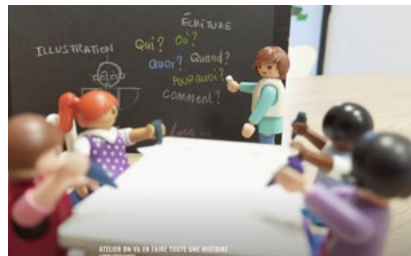 ÉCRITURE
ILLUSTRATION
Qui? Où?
Quoi? Quand?
Pourquoi?
Comment?
ATELIER ON VA EN FAIRE TOUTE UNE HISTOIRE